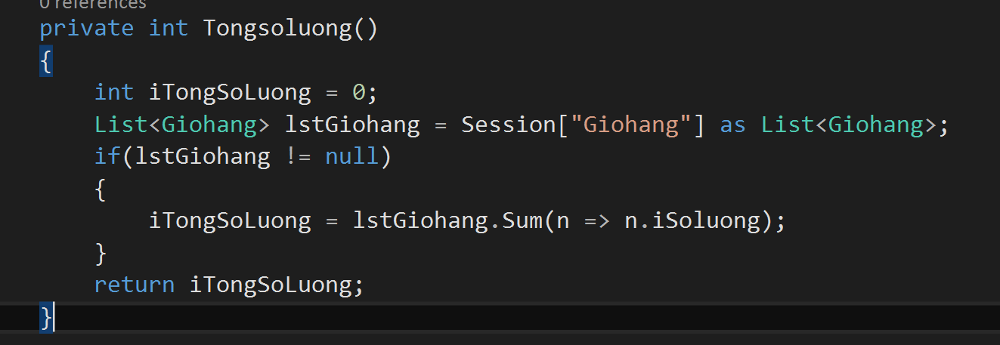 0 references
private int Tongsoluong()
{
int iTongSoLuong = 0;
List<Giohang> lstGiohang = Session["Giohang"] as List<Giohang>;
if(lstGiohang != null)
{
iTongSoLuong = lstGiohang.Sum(n => n.iSoluong);
}
return iTongSoLuong;
}